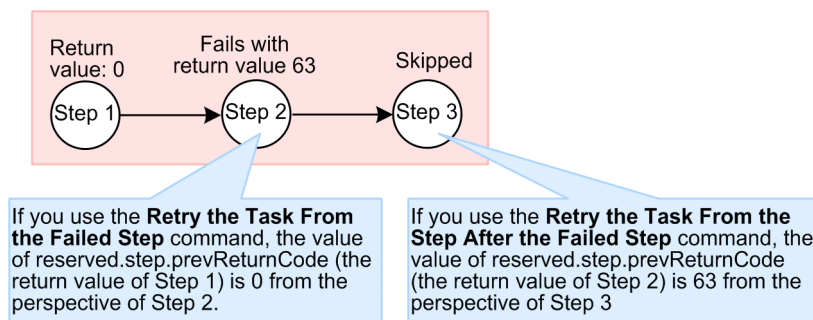 Return
value: 0
Fails with
return value 63
Skipped
Step 1
Step 2
Step 3
If you use the Retry the Task From
the Failed Step command, the value
of reserved.step.prevReturnCode (the
return value of Step 1) is 0 from the
perspective of Step 2.
If you use the Retry the Task From the
Step After the Failed Step command, the
value of reserved.step.prevReturnCode
(the return value of Step 2) is 63 from the
perspective of Step 3